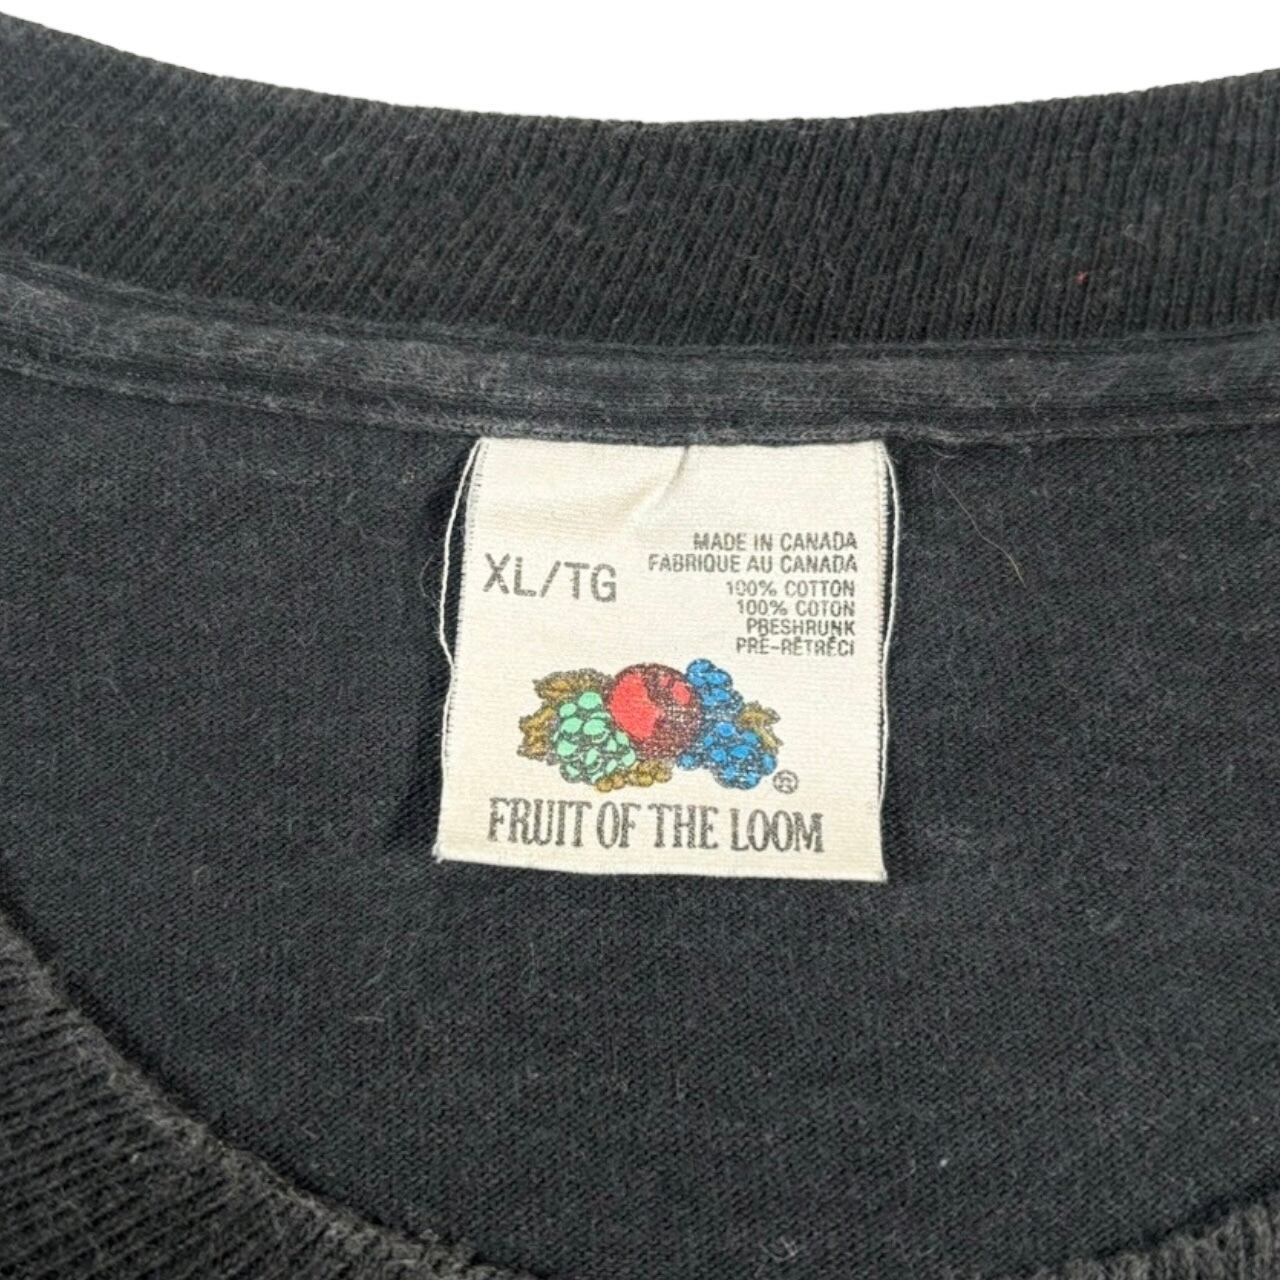 XL/TG
MADE IN CANADA
FABRIQUE AU CANADA
100% COTTON
100% COTON
PRESHRUNK
PRÉ-RÉTRÉCI
®
FRUIT OF THE LOOM